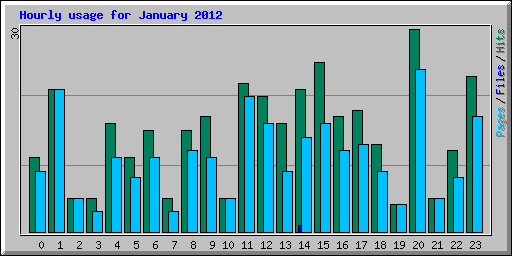 Hourly usage for January 2012
30
Pages/Files/Hits
0 1 2 3 4 5 6 7 8 9 10 11 12 13 14 15 16 17 18 19 20 21 22 23